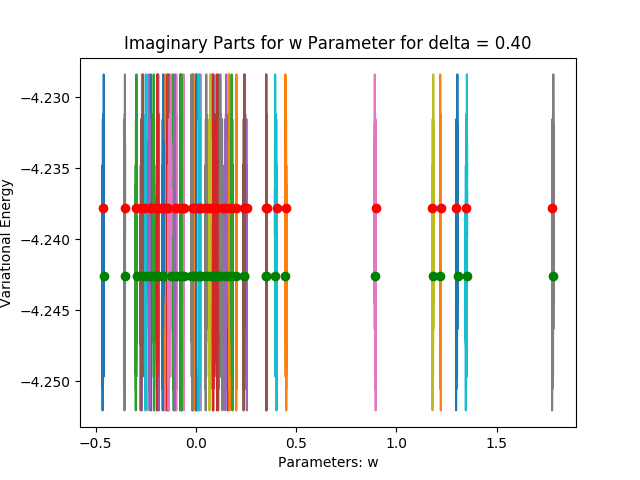 Imaginary Parts for w Parameter for delta = 0.40
Variational Energy
−4.230
−4.235
−4.240
−4.245
−4.250
−0.5 0.0 0.5 1.0 1.5
Parameters: w